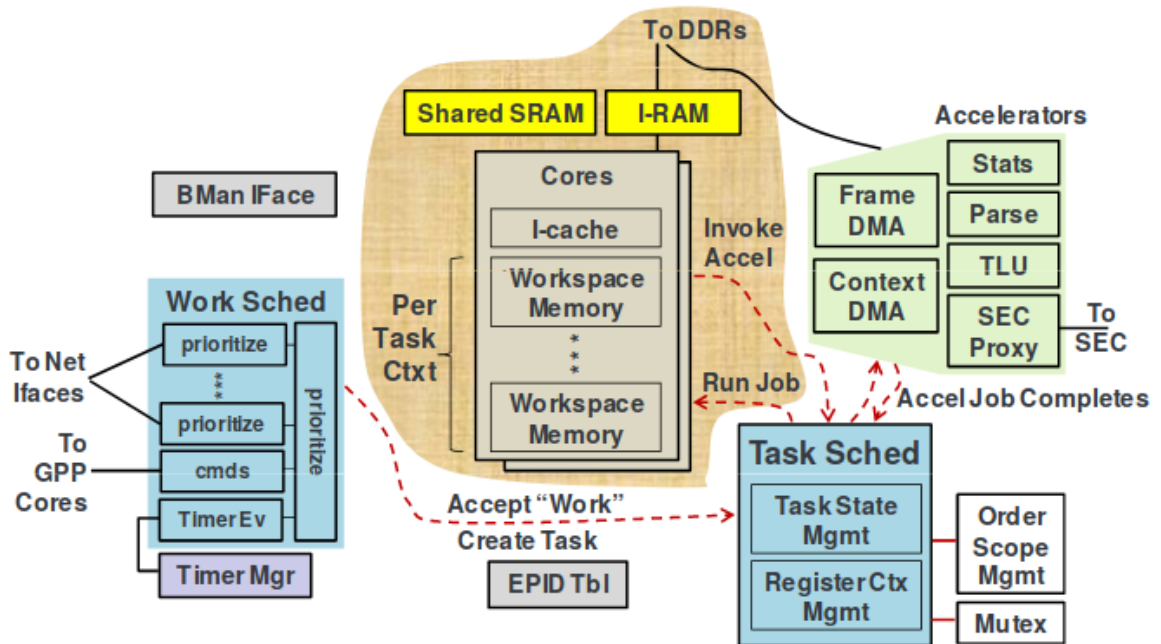 To DDRs
Shared SRAM
I-RAM
Accelerators
Cores
I-cache
Workspace
Memory
***
Workspace
Memory
Per
Task
Ctxt
BMan IFace
Invoke
Accel
Run Job
Frame
DMA
Context
DMA
Stats
Parse
TLU
SEC
Proxy
To
SEC
Accel Job Completes
Work Sched
prioritize
***
prioritize
cmds
Timer Ev
prioritize
To Net
Ifaces
To
GPP
Cores
Timer Mgr
Accept “Work”
Create Task
EPID Tbl
Task Sched
Task State
Mgmt
Register Ctx
Mgmt
Order
Scope
Mgmt
Mutex